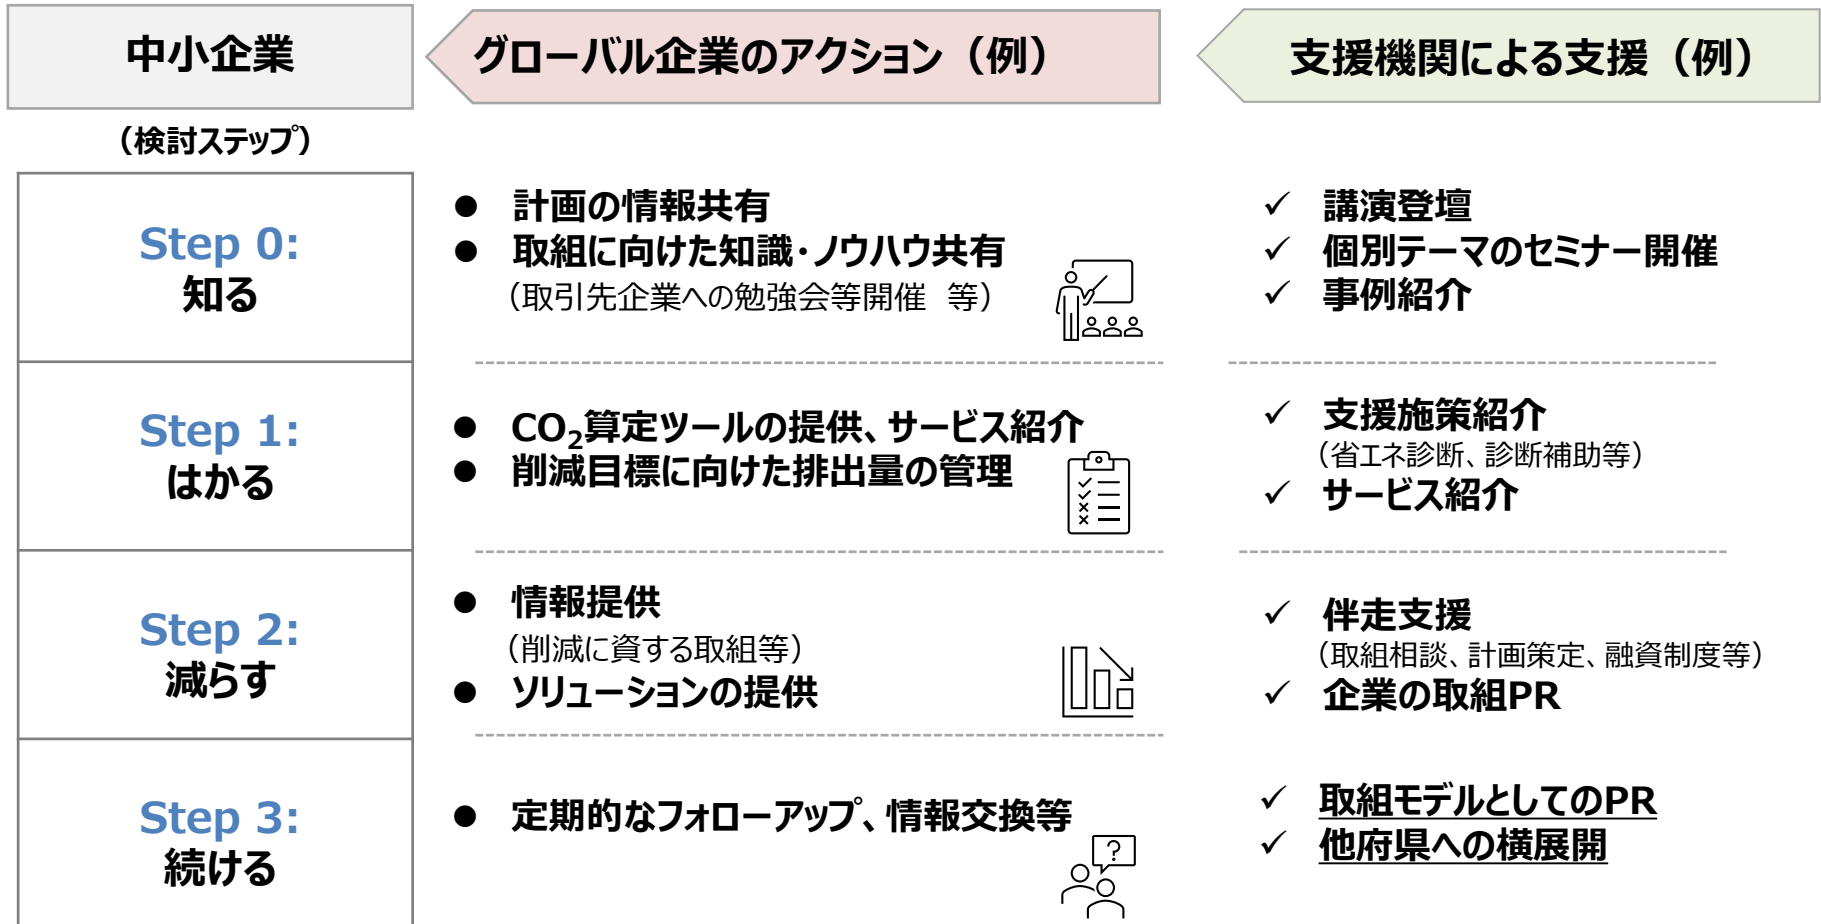 中小企業
グローバル企業のアクション（例）
支援機関による支援（例）
（検討ステップ）
Step 0:
知る
● 計画の情報共有
● 取組に向けた知識・ノウハウ共有
（取引先企業への勉強会等開催　等）
✓ 講演登壇
✓ 個別テーマのセミナー開催
✓ 事例紹介
Step 1:
はかる
● CO₂算定ツールの提供、サービス紹介
● 削減目標に向けた排出量の管理
✓ 支援施策紹介
（省エネ診断、診断補助等）
✓ サービス紹介
Step 2:
減らす
● 情報提供
（削減に資する取組等）
● ソリューションの提供
✓ 伴走支援
（取組相談、計画策定、融資制度等）
✓ 企業の取組PR
Step 3:
続ける
● 定期的なフォローアップ、情報交換等
?
✓ 取組モデルとしてのPR
✓ 他府県への横展開